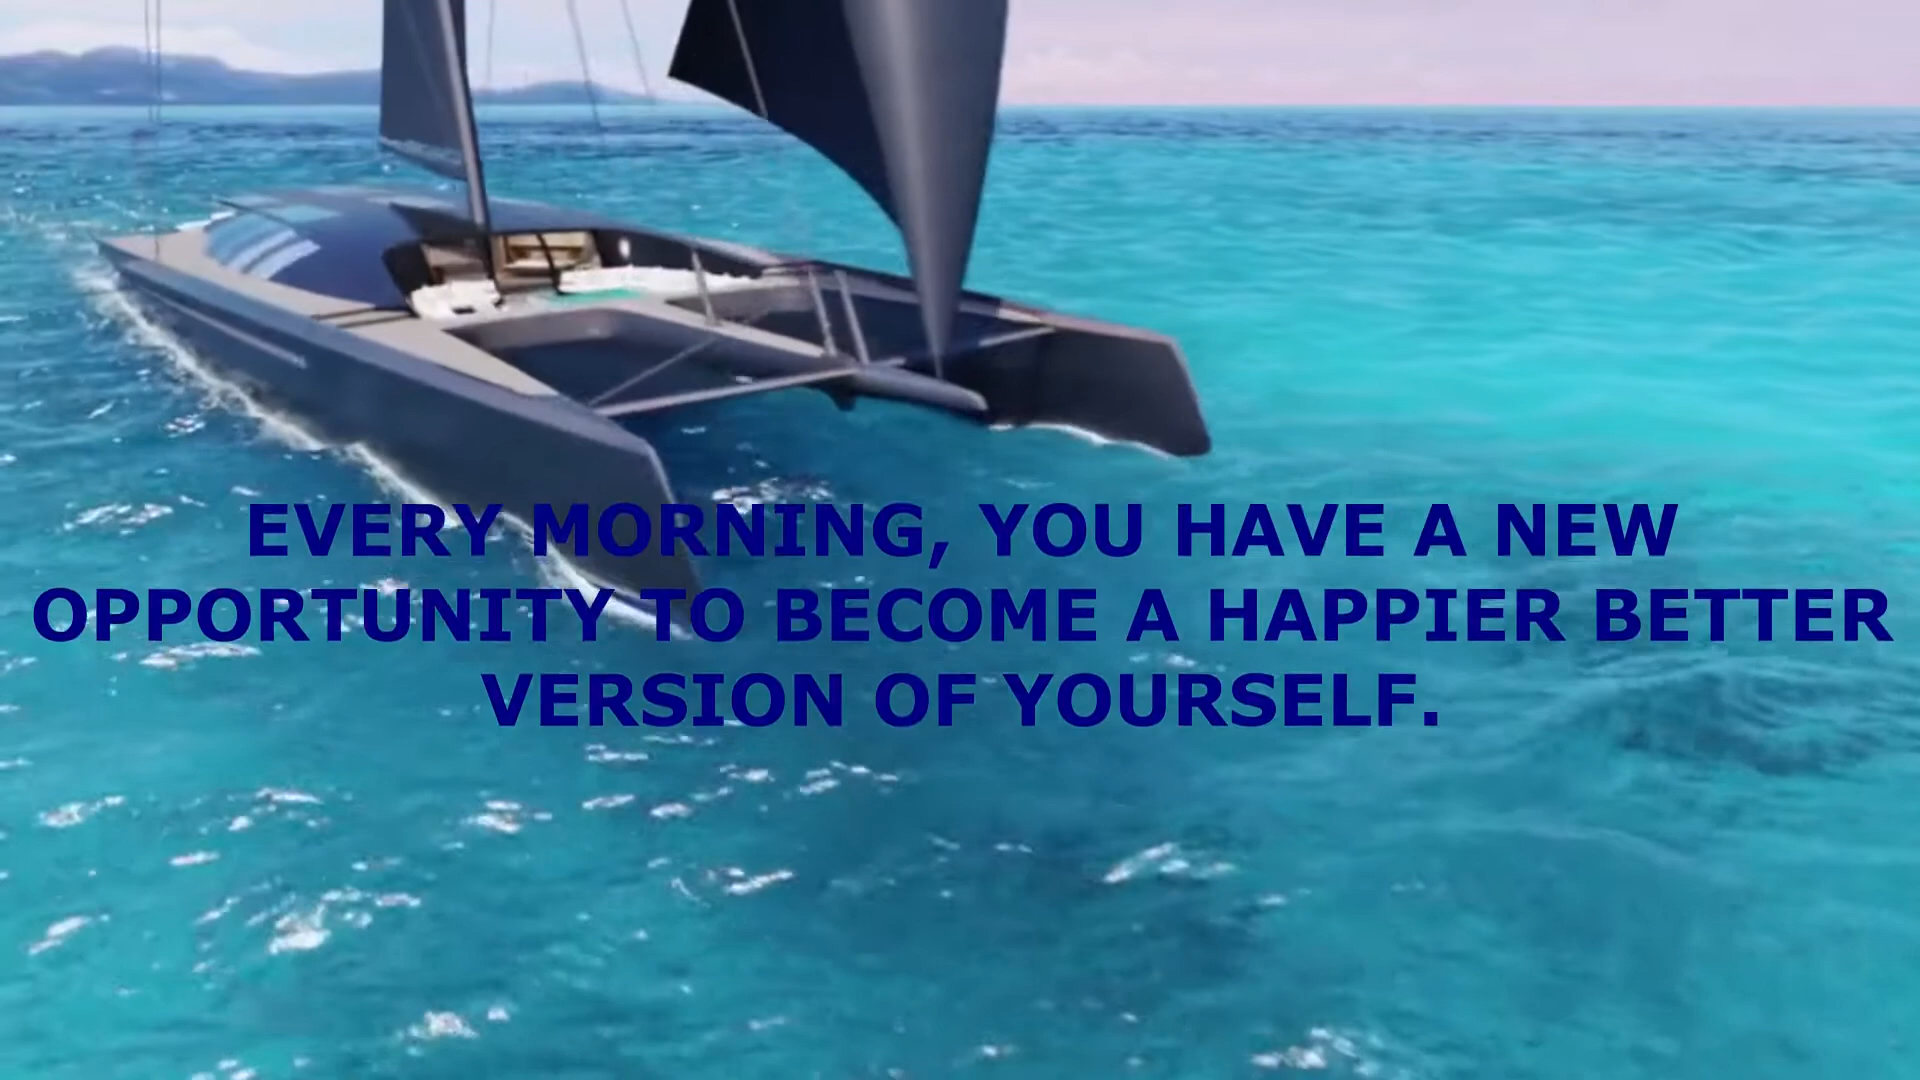 EVERY MORNING, YOU HAVE A NEW
OPPORTUNITY TO BECOME A HAPPIER BETTER
VERSION OF YOURSELF.